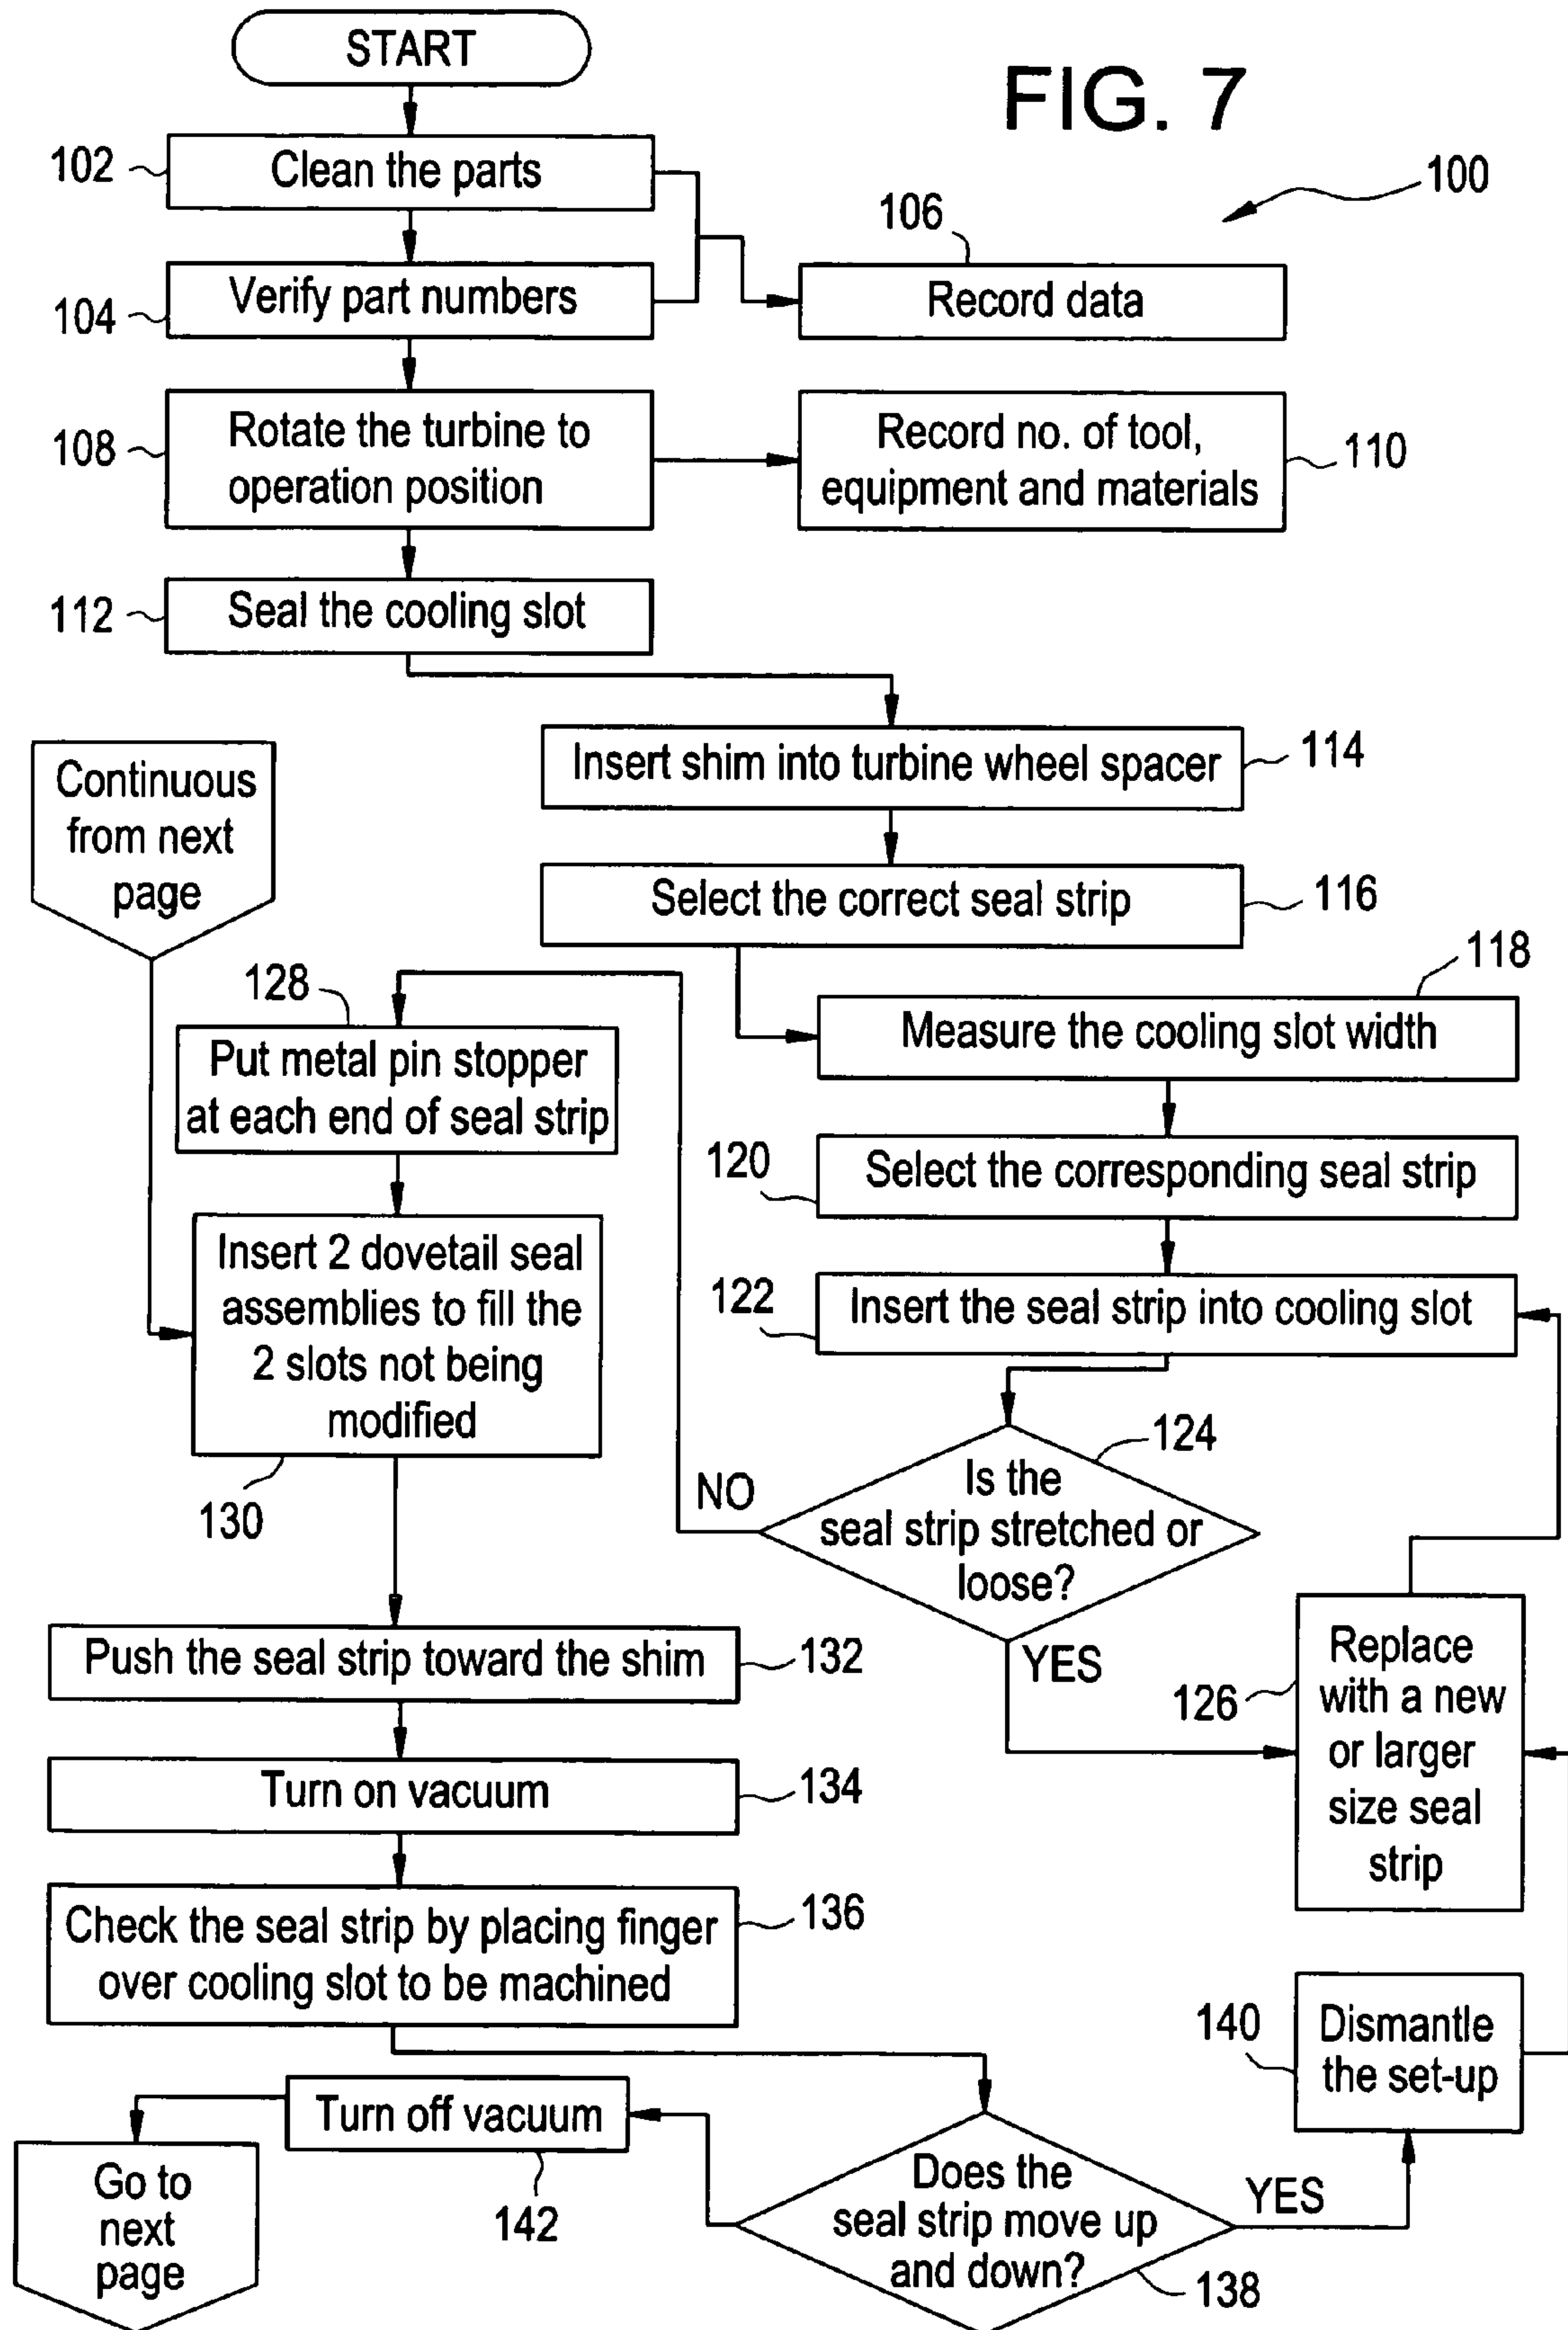 START
FIG. 7
100
102
Clean the parts
104
Verify part numbers
106
Record data
108
Rotate the turbine to
operation position
Record no. of tool,
equipment and materials
110
112
Seal the cooling slot
Insert shim into turbine wheel spacer
114
Continuous
from next
page
Select the correct seal strip
116
118
Measure the cooling slot width
128
Put metal pin stopper
at each end of seal strip
120
Select the corresponding seal strip
122
Insert the seal strip into cooling slot
Insert 2 dovetail seal
assemblies to fill the
2 slots not being
modified
130
124
Is the
seal strip stretched or
loose?
NO
YES
126
Replace
with a new
or larger
size seal
strip
Push the seal strip toward the shim
132
Turn on vacuum
134
Check the seal strip by placing finger
over cooling slot to be machined
136
140
Dismantle
the set-up
Turn off vacuum
142
Does the
seal strip move up
and down?
138
YES
Go to
next
page